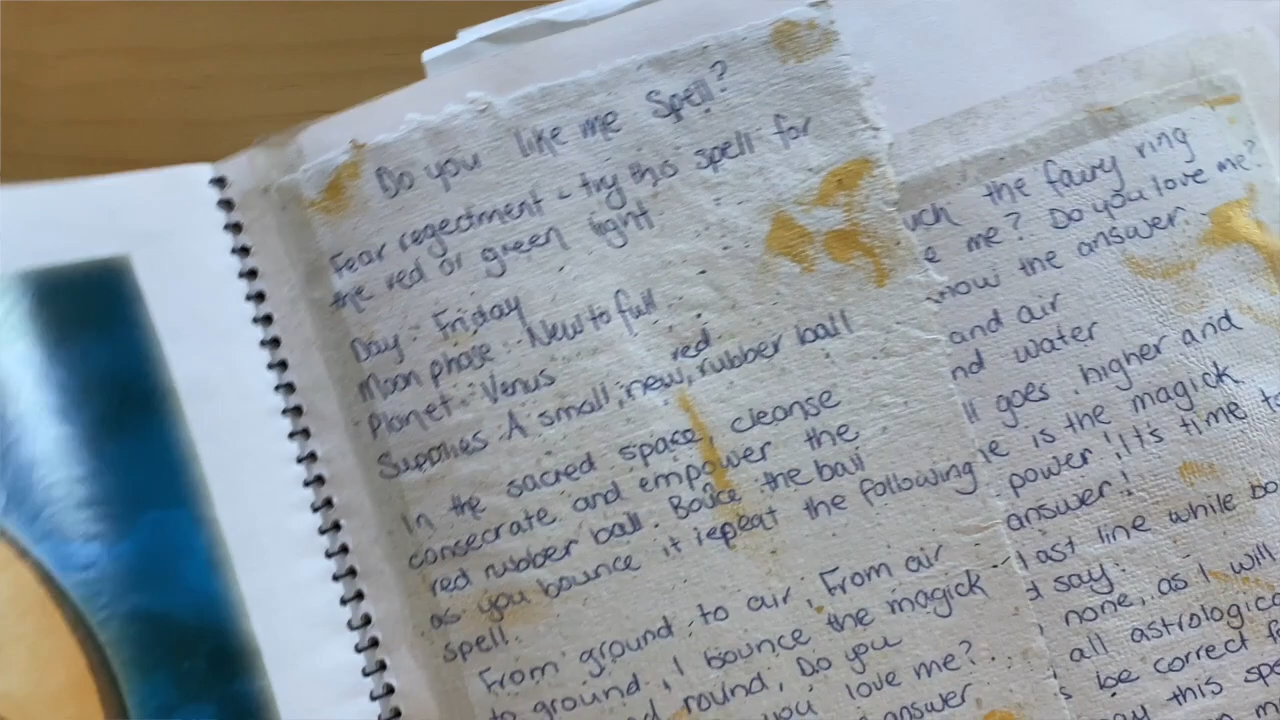 Do you like me Spell?
Fear regectment - try this spell for
the red or green light
Day: Friday
Moon phase: New to full
Planet: Venus
red
Supplies A small, new, rubber ball
In the sacred space, cleanse
consecrate and empower the
red rubber ball. Bouce the ball
as you bounce it repeat the following
spell.
From ground to air, From air
to ground, I bounce the magick
round, Do you
you love me?
answer
the fairy ring
me? Do you love me?
the answer.
and air
water
goes higher and
is the magick
power! It's time to
answer!
last line while
say:
none, as I will
all astrological
be correct
this